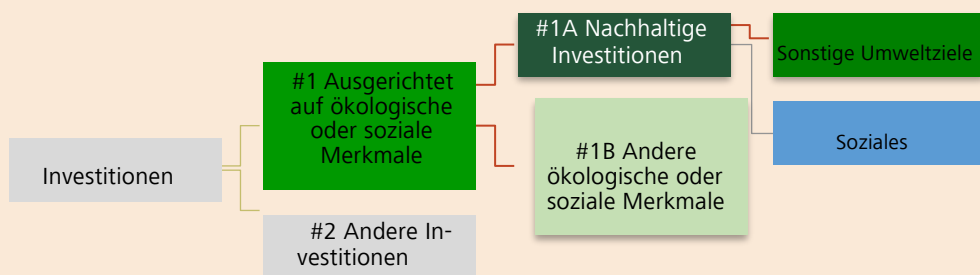 Investitionen
#1 Ausgerichtet
auf ökologische
oder soziale
Merkmale
#2 Andere In-
vestitionen
#1A Nachhaltige
Investitionen
#1B Andere
ökologische oder
soziale Merkmale
Sonstige Umweltziele
Soziales